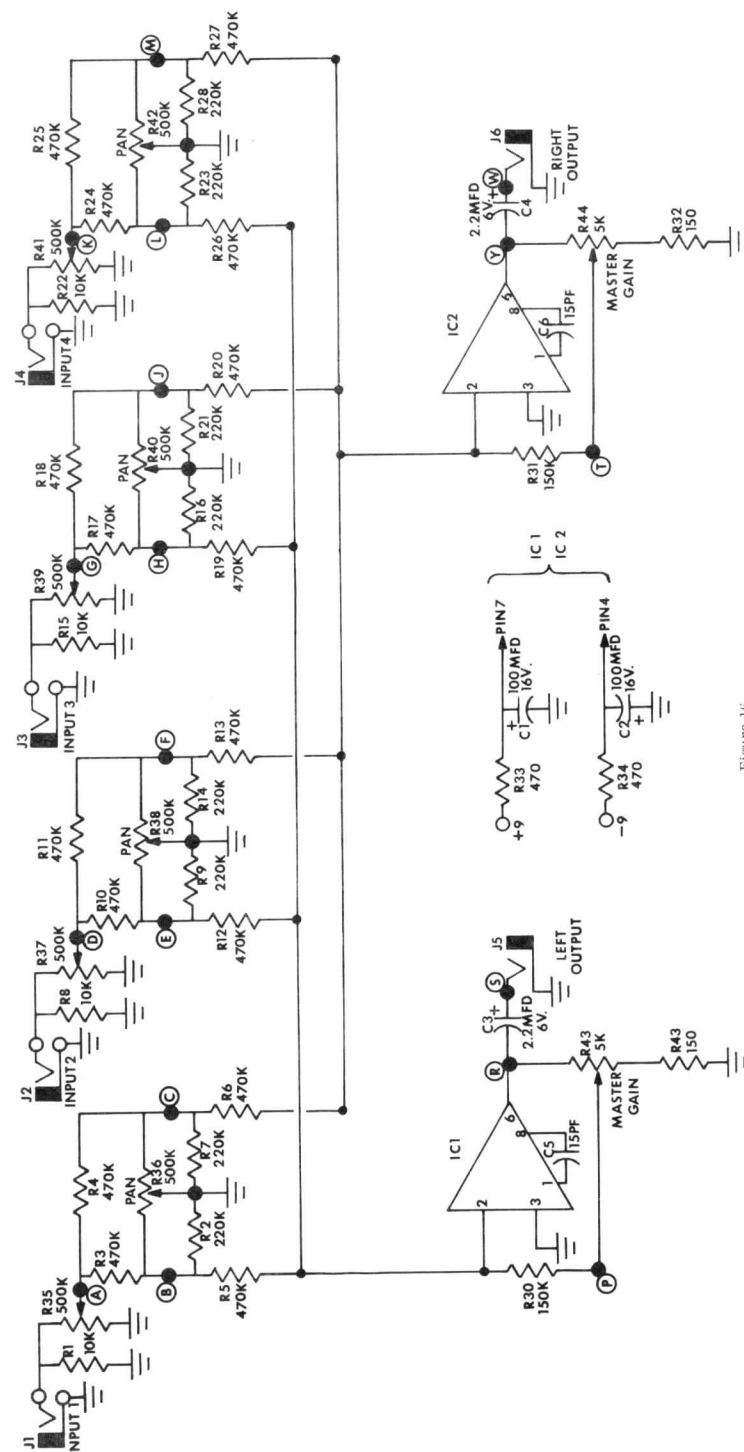 J1
INPUT 1
R1
10K
R35
500K
A
R3
470K
R4
470K
PAN
R36
500K
B
C
R2
220K
R7
220K
R5
470K
R6
470K
J2
INPUT 2
R8
10K
R37
500K
D
R10
470K
R11
470K
PAN
R38
500K
E
F
R9
220K
R14
220K
R12
470K
R13
470K
J3
INPUT 3
R15
10K
R39
500K
G
R17
470K
R18
470K
PAN
R40
500K
H
J
R16
220K
R21
220K
R19
470K
R20
470K
J4
INPUT 4
R22
10K
R41
500K
K
R24
470K
R25
470K
PAN
R42
500K
L
M
R23
220K
R28
220K
R26
470K
R27
470K
IC1
2
3
6
8
1
C5
15PF
R30
150K
P
R
C3 +
2.2MFD
6V.
S
J5
LEFT
OUTPUT
R43
5K
MASTER
GAIN
R43
150
+9
R33
470
+
C1
100MFD
16V.
PIN7
-9
R34
470
C2
+
100MFD
16V.
PIN4
IC 1
IC 2
IC2
2
3
6
8
1
C6
15PF
R31
150K
T
Y
2.2MFD
6V. +
C4
W
J6
RIGHT
OUTPUT
R44
5K
MASTER
GAIN
R32
150